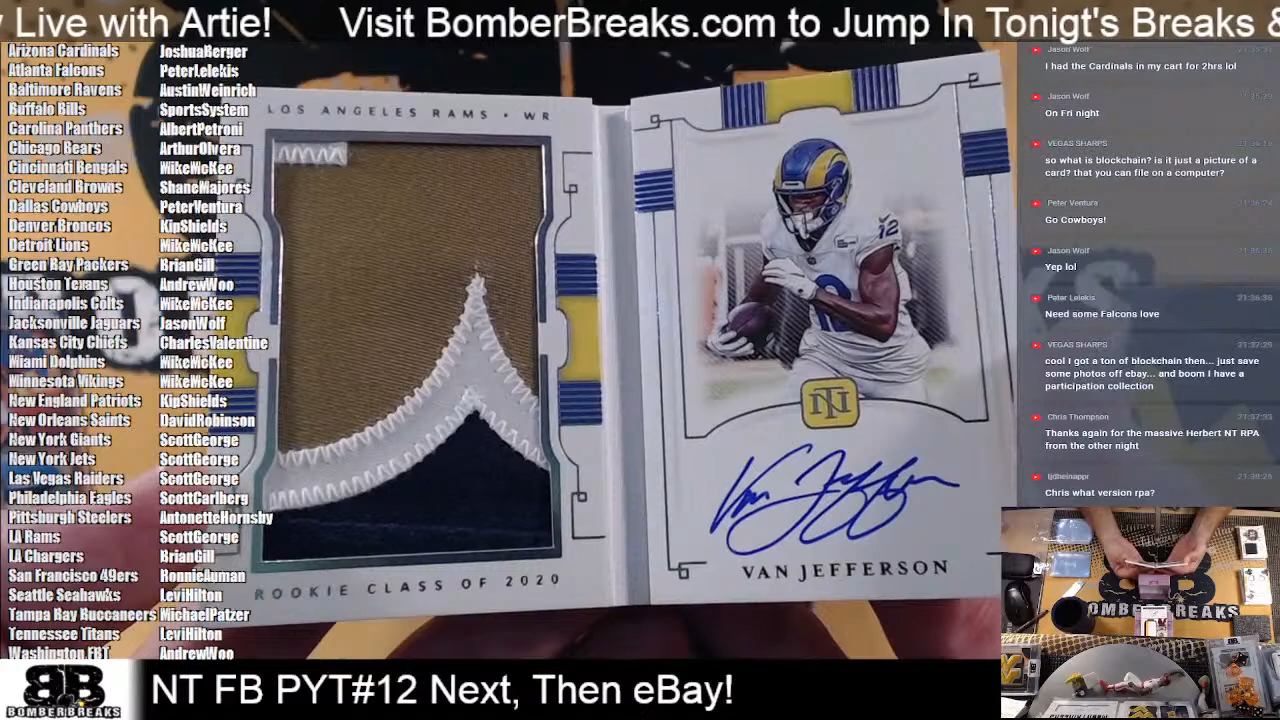 y Live with Artie! Visit BomberBreaks.com to Jump In Tonigt's Breaks &
Arizona Cardinals JoshuaBerger
Atlanta Falcons PeterLelekis
Baltimore Ravens AustinWeinrich
Buffalo Bills SportsSystem
Carolina Panthers AlbertPetroni
Chicago Bears ArthurOlvera
Cincinnati Bengals MikeMcKee
Cleveland Browns ShaneMajores
Dallas Cowboys PeterVentura
Denver Broncos KipShields
Detroit Lions MikeMcKee
Green Bay Packers BrianGill
Houston Texans AndrewWoo
Indianapolis Colts MikeMcKee
Jacksonville Jaguars JasonWolf
Kansas City Chiefs CharlesValentine
Miami Dolphins MikeMcKee
Minnesota Vikings MikeMcKee
New England Patriots KipShields
New Orleans Saints DavidRobinson
New York Giants ScottGeorge
New York Jets ScottGeorge
Las Vegas Raiders ScottGeorge
Philadelphia Eagles ScottCarlberg
Pittsburgh Steelers AntonetteHornsby
LA Rams ScottGeorge
LA Chargers BrianGill
San Francisco 49ers RonnieAuman
Seattle Seahawks LeviHilton
Tampa Bay Buccaneers MichaelPatzer
Tennessee Titans LeviHilton
Washington FBT AndrewWoo
LOS ANGELES RAMS • WR
ROOKIE CLASS OF 2020
12
NT
Van Jefferson
VAN JEFFERSON
Jason Wolf
I had the Cardinals in my cart for 2hrs lol
Jason Wolf
On Fri night
VEGAS SHARPS
so what is blockchain? is it just a picture of a
card? that you can file on a computer?
Peter Ventura
Go Cowboys!
Jason Wolf
Yep lol
Peter Lelekis
Need some Falcons love
VEGAS SHARPS
cool I got a ton of blockchain then... just save
some photos off ebay... and boom I have a
participation collection
Chris Thompson
Thanks again for the massive Herbert NT RPA
from the other night
tjdheinappr
Chris what version rpa?
BOMBERBREAKS
BB
BOMBERBREAKS
NT FB PYT#12 Next, Then eBay!